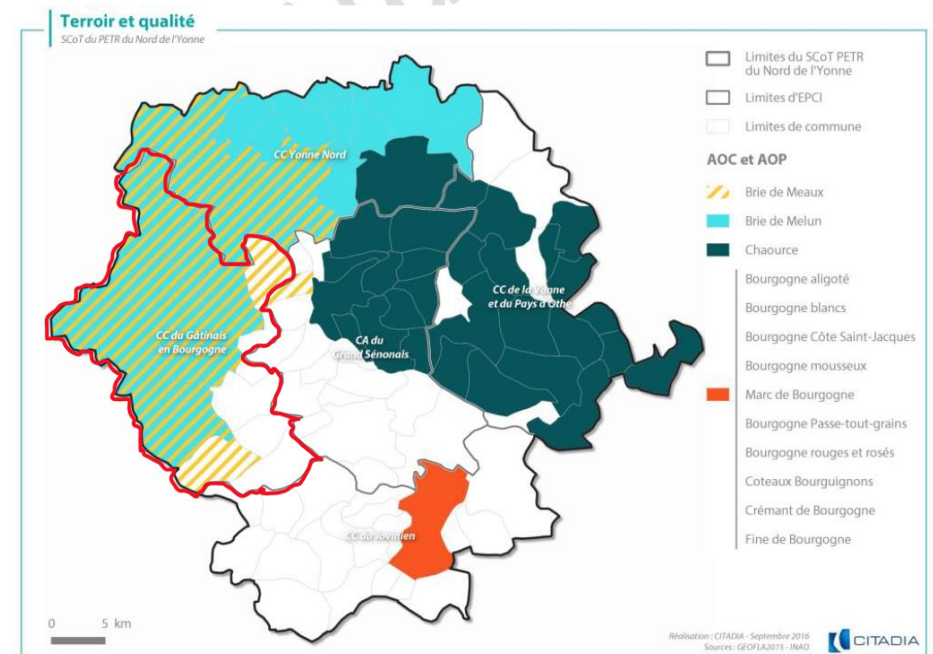 Terroir et qualité
SCoT du PETR du Nord de l'Yonne
Limites du SCoT PETR
du Nord de l'Yonne
Limites d'EPCI
Limites de commune
AOC et AOP
Brie de Meaux
Brie de Melun
Chaource
Bourgogne aligoté
Bourgogne blancs
Bourgogne Côte Saint-Jacques
Bourgogne mousseux
Marc de Bourgogne
Bourgogne Passe-tout-grains
Bourgogne rouges et rosés
Coteaux Bourguignons
Crémant de Bourgogne
Fine de Bourgogne
CC Yonne Nord
CC de la Vanne
et du Pays d'Othe
CC du Gâtinais
en Bourgogne
CA du
Grand Sénonais
CC du Jovinien
0 5 km
Réalisation : CITADIA - Septembre 2016
Sources : GEOFLA2015 - INAO
CITADIA